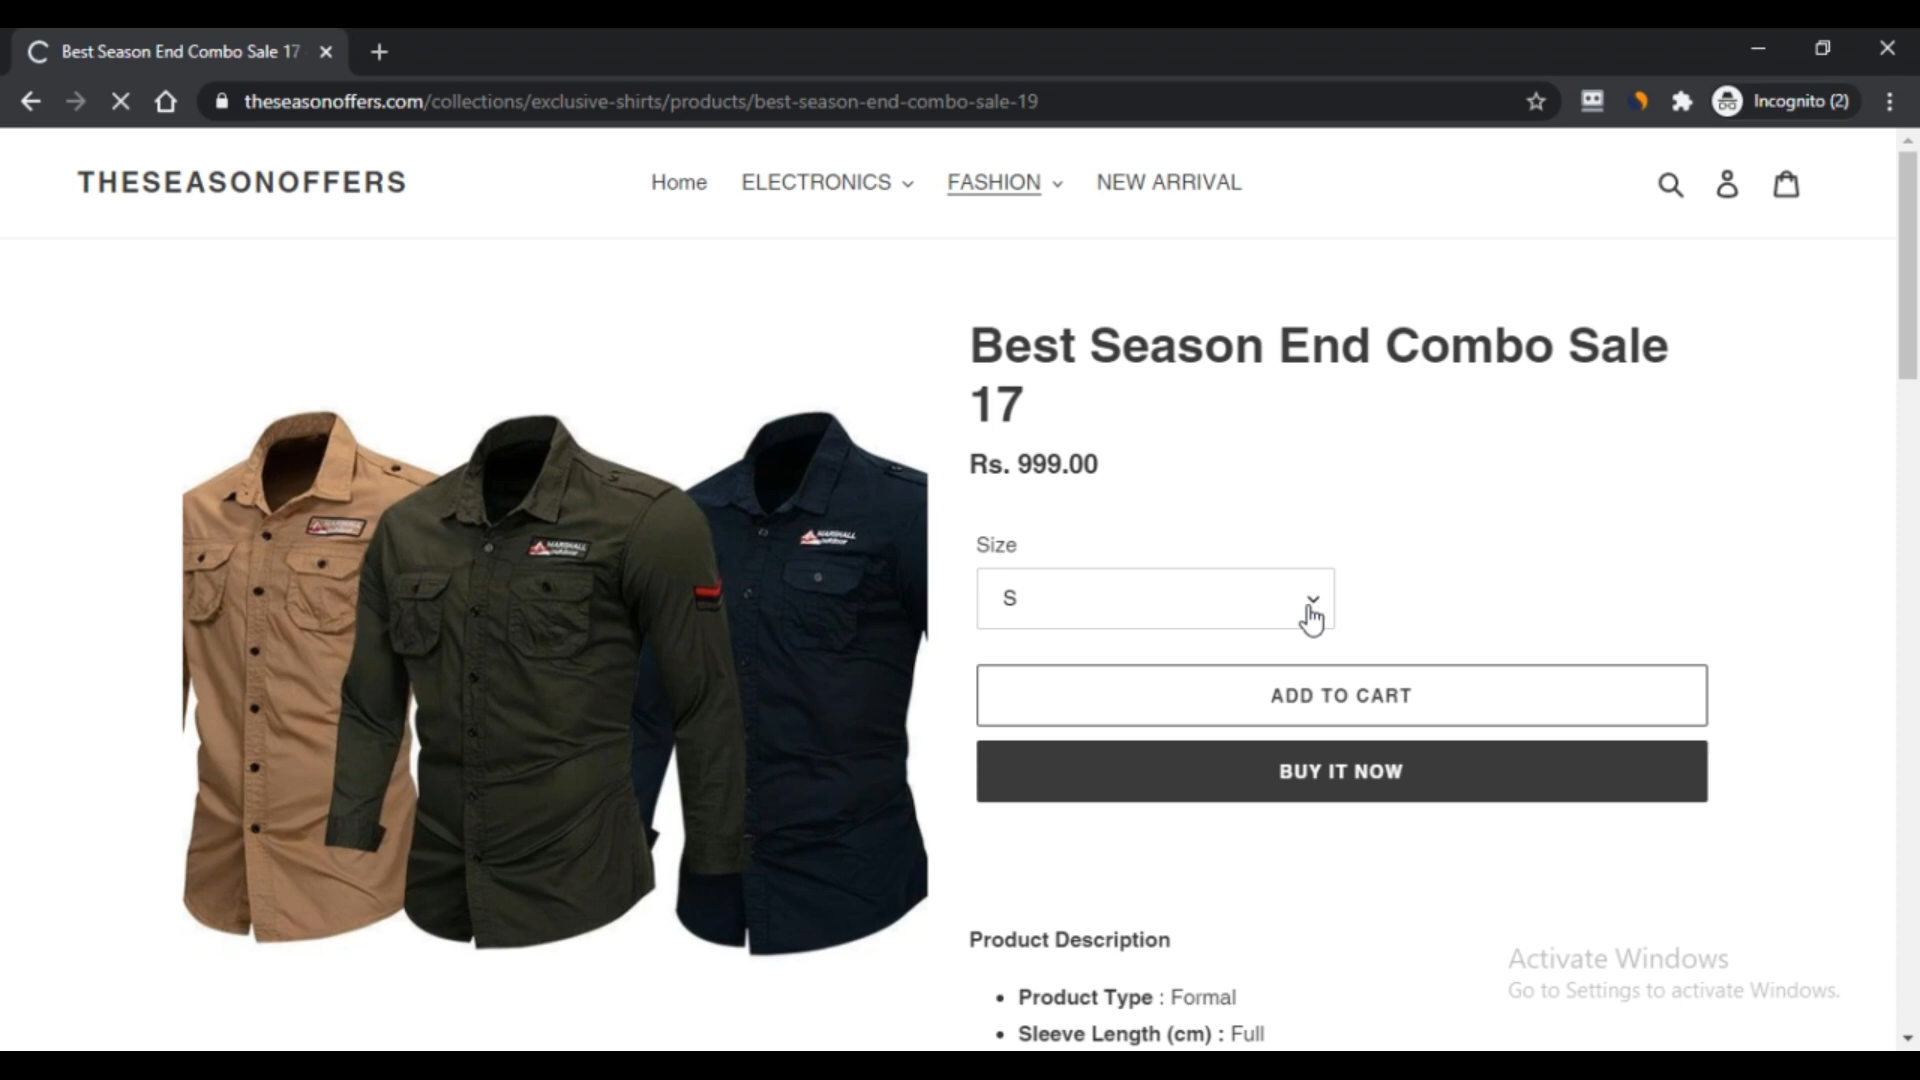 Best Season End Combo Sale 17
theseasonoffers.com/collections/exclusive-shirts/products/best-season-end-combo-sale-19
Incognito (2)
THESEASONOFFERS
Home
ELECTRONICS
FASHION
NEW ARRIVAL
Best Season End Combo Sale
17
Rs. 999.00
Size
S
ADD TO CART
BUY IT NOW
MARSHALL
MARSHALL
Product Description
Product Type : Formal
Sleeve Length (cm) : Full
Activate Windows
Go to Settings to activate Windows.